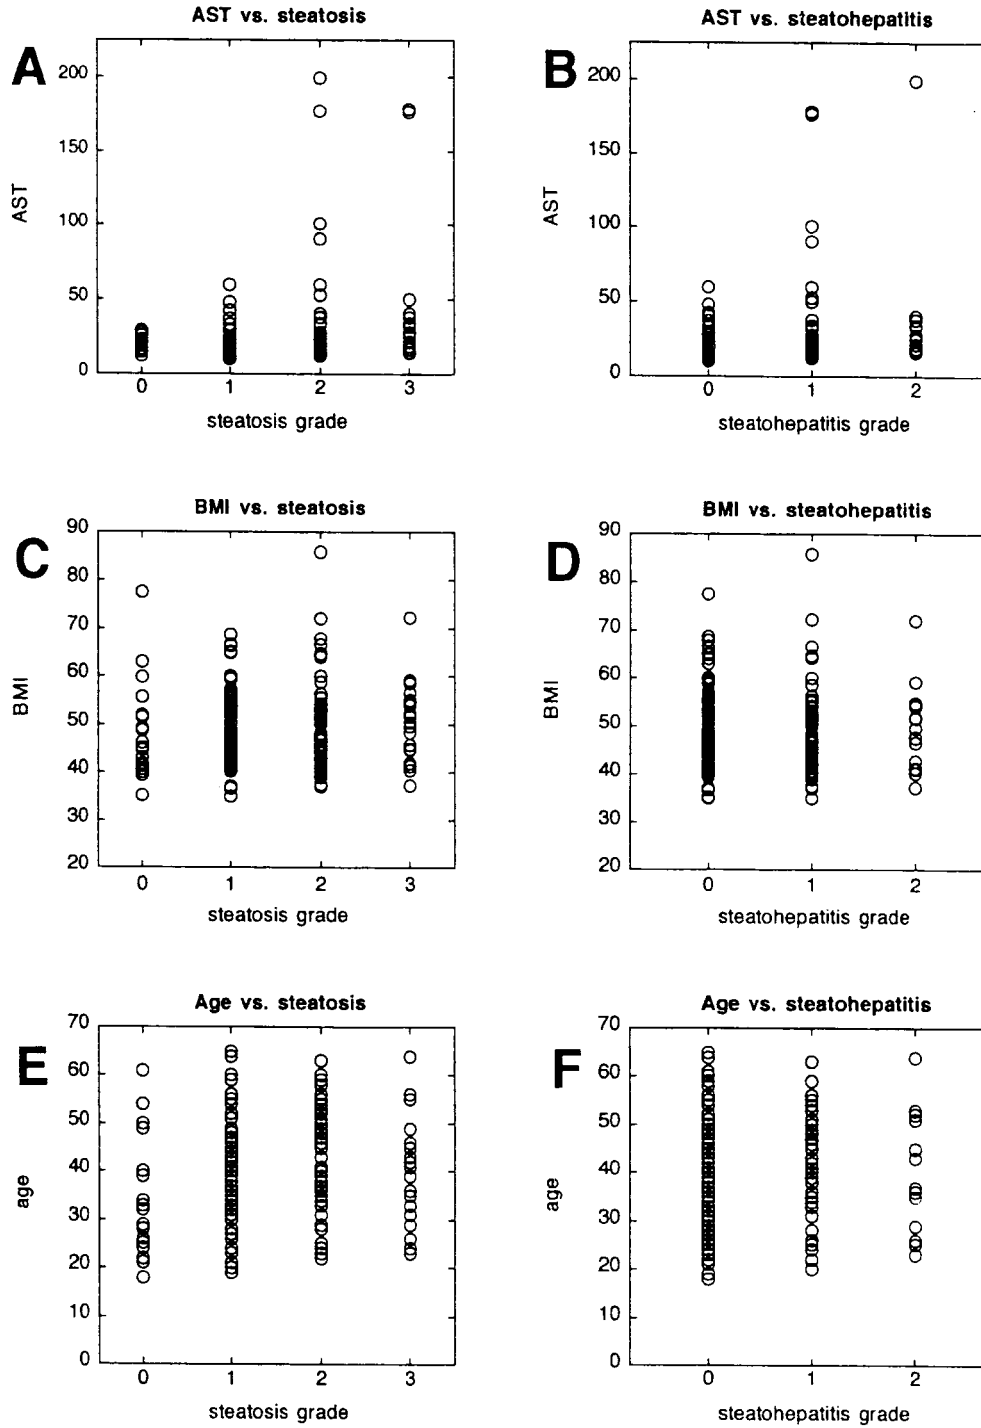 AST vs. steatosis
A
200
150
100
50
0
AST
0 1 2 3
steatosis grade
AST vs. steatohepatitis
B
200
150
100
50
0
AST
0 1 2
steatohepatitis grade
BMI vs. steatosis
C
90
80
70
60
50
40
30
20
BMI
0 1 2 3
steatosis grade
BMI vs. steatohepatitis
D
90
80
70
60
50
40
30
20
BMI
0 1 2
steatohepatitis grade
Age vs. steatosis
E
70
60
50
40
30
20
10
0
age
0 1 2 3
steatosis grade
Age vs. steatohepatitis
F
70
60
50
40
30
20
10
0
age
0 1 2
steatohepatitis grade